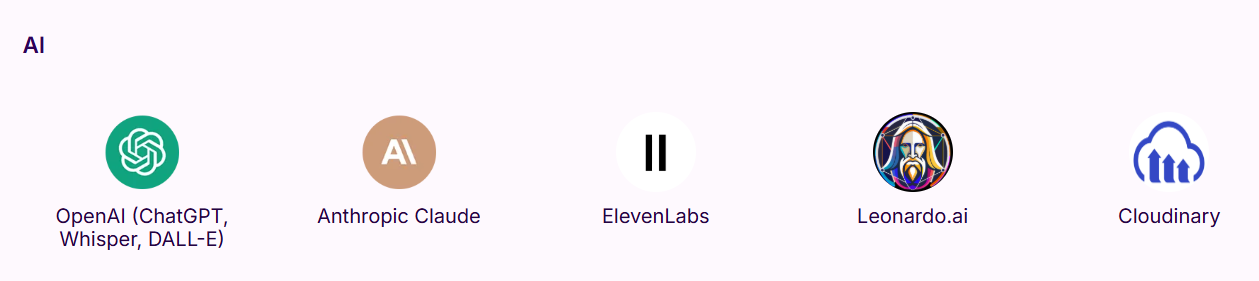 AI
OpenAI (ChatGPT,
Whisper, DALL-E)
Anthropic Claude
ElevenLabs
Leonardo.ai
Cloudinary